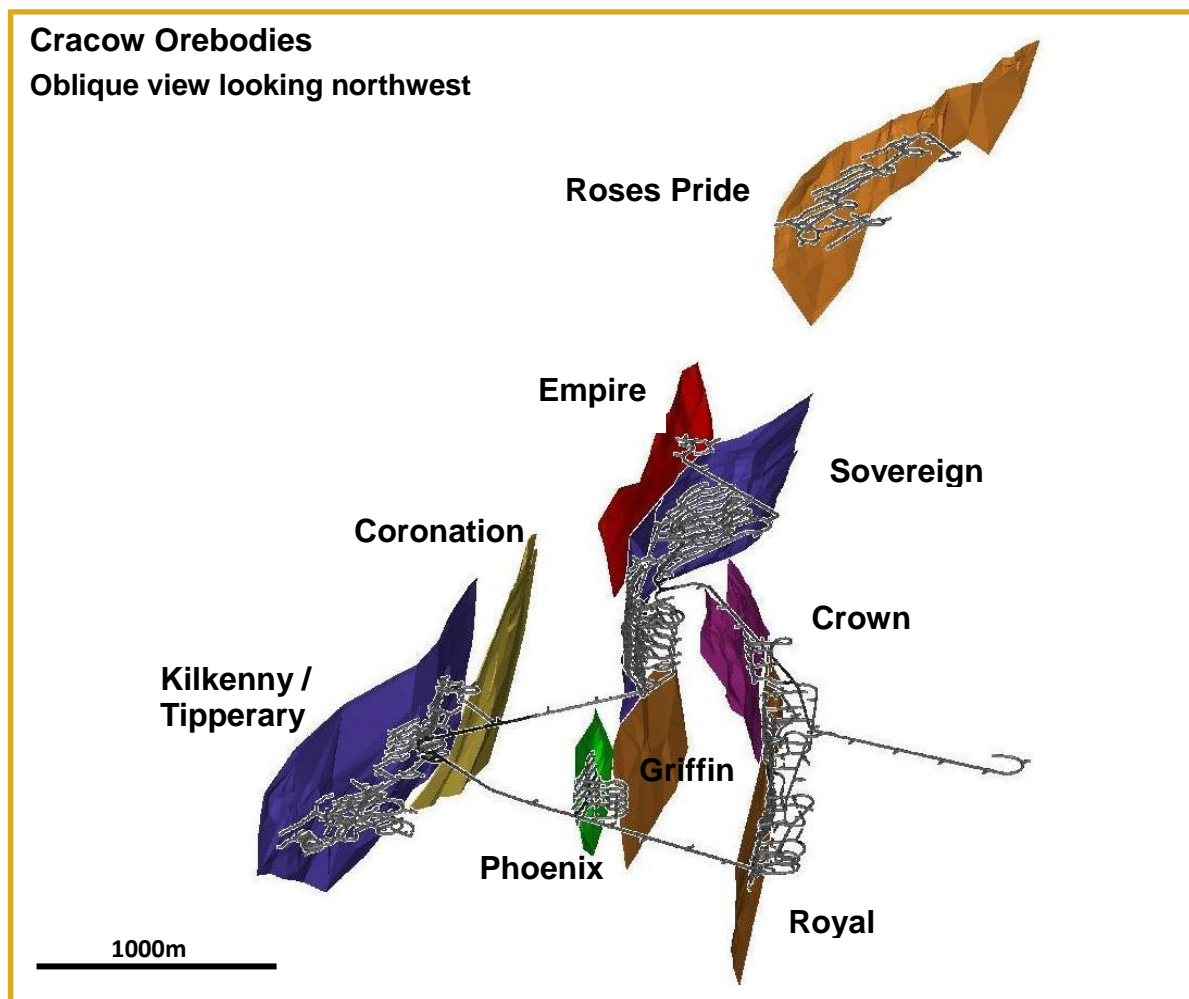 Cracow Orebodies
Oblique view looking northwest
Roses Pride
Empire
Sovereign
Coronation
Crown
Kilkenny /
Tipperary
Griffin
Phoenix
Royal
1000m